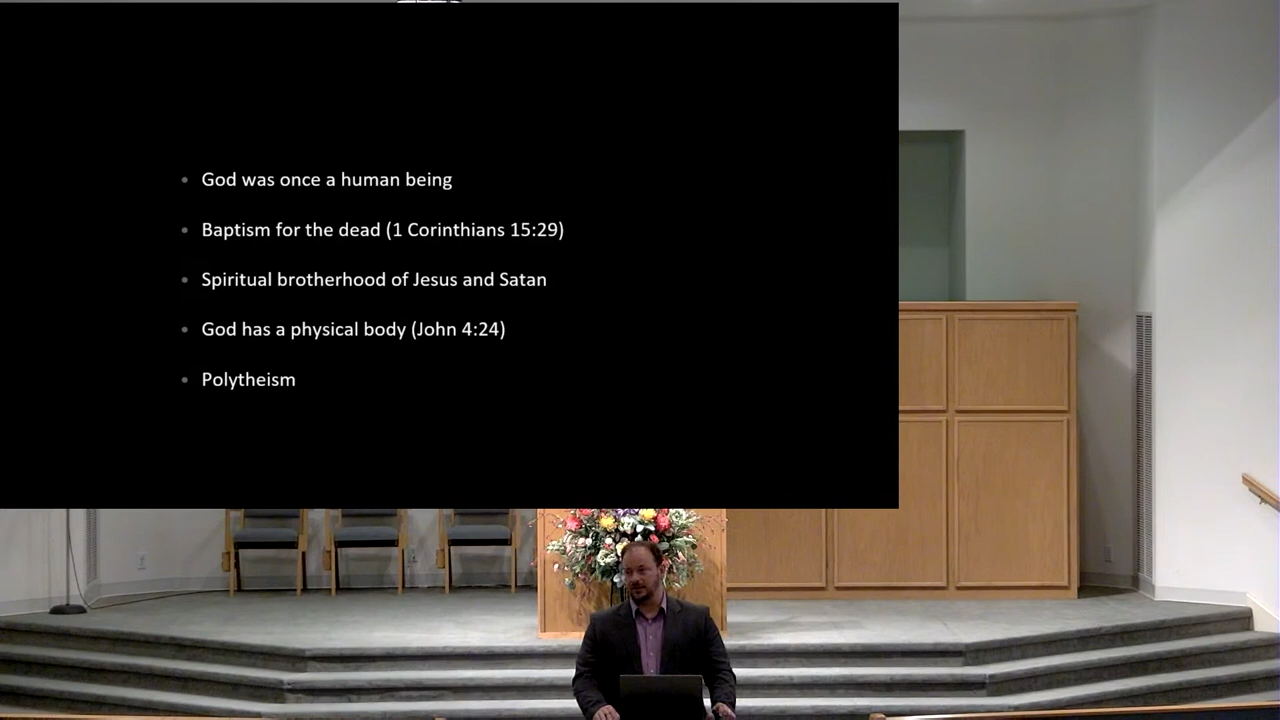 • God was once a human being
• Baptism for the dead (1 Corinthians 15:29)
• Spiritual brotherhood of Jesus and Satan
• God has a physical body (John 4:24)
• Polytheism